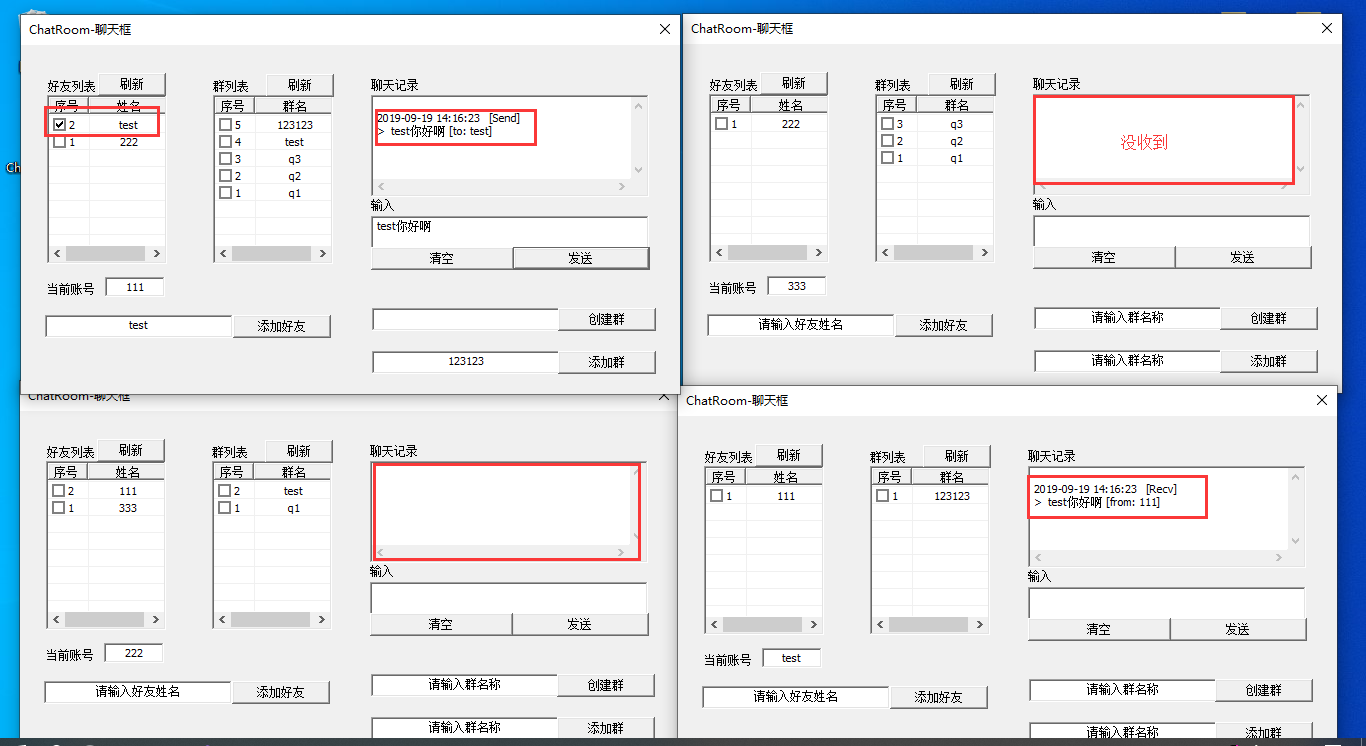 ChatRoom-聊天框
好友列表 刷新
序号 姓名
2 test
1 222
群列表 刷新
序号 群名
5 123123
4 test
3 q3
2 q2
1 q1
聊天记录
2019-09-19 14:16:23 [Send]
> test你好啊 [to: test]
输入
test你好啊
清空 发送
当前账号 111
test 添加好友
创建群
123123 添加群
ChatRoom-聊天框
好友列表 刷新
序号 姓名
1 222
群列表 刷新
序号 群名
3 q3
2 q2
1 q1
聊天记录
没收到
输入
清空 发送
当前账号 333
请输入好友姓名 添加好友
请输入群名称 创建群
请输入群名称 添加群
Ch
ChatRoom-聊天框
好友列表 刷新
序号 姓名
2 111
1 333
群列表 刷新
序号 群名
2 test
1 q1
聊天记录
输入
清空 发送
当前账号 222
请输入好友姓名 添加好友
请输入群名称 创建群
请输入群名称 添加群
ChatRoom-聊天框
好友列表 刷新
序号 姓名
1 111
群列表 刷新
序号 群名
1 123123
聊天记录
2019-09-19 14:16:23 [Recv]
> test你好啊 [from: 111]
输入
清空 发送
当前账号 test
请输入好友姓名 添加好友
请输入群名称 创建群
请输入群名称 添加群